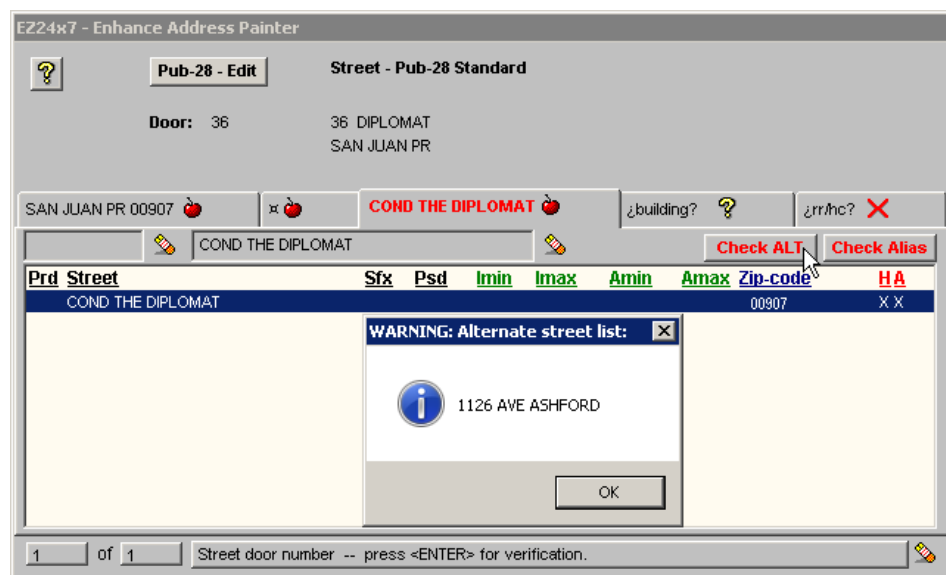 EZ24x7 - Enhance Address Painter
? Pub-28 - Edit Street - Pub-28 Standard
Door: 36 36 DIPLOMAT
SAN JUAN PR
SAN JUAN PR 00907 ¤ COND THE DIPLOMAT ¿building? ? ¿rr/hc?
COND THE DIPLOMAT Check ALT Check Alias
Prd Street Sfx Psd Imin Imax Amin Amax Zip-code H A
COND THE DIPLOMAT 00907 X X
WARNING: Alternate street list:
1126 AVE ASHFORD
OK
1 of 1 Street door number -- press <ENTER> for verification.